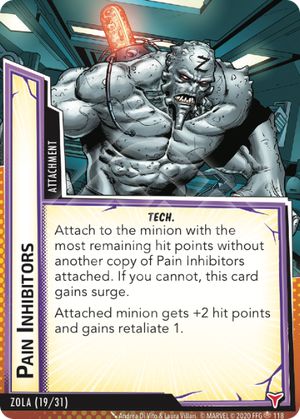 Z
ATTACHMENT
PAIN INHIBITORS
TECH.
Attach to the minion with the
most remaining hit points without
another copy of Pain Inhibitors
attached. If you cannot, this card
gains surge.
Attached minion gets +2 hit points
and gains retaliate 1.
ZOLA (19/31)
Andrea Di Vito & Laura Villari. © MARVEL © 2020 FFG 118